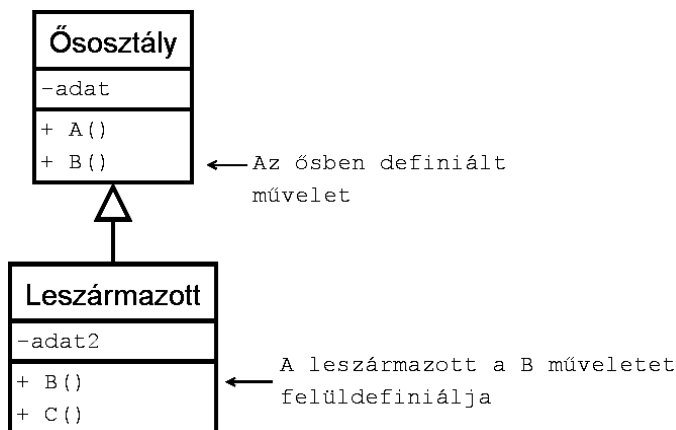 Ősosztály
-adat
+ A()
+ B()
Az ősben definiált
művelet
Leszármazott
-adat2
+ B()
+ C()
A leszármazott a B műveletet
felüldefiniálja